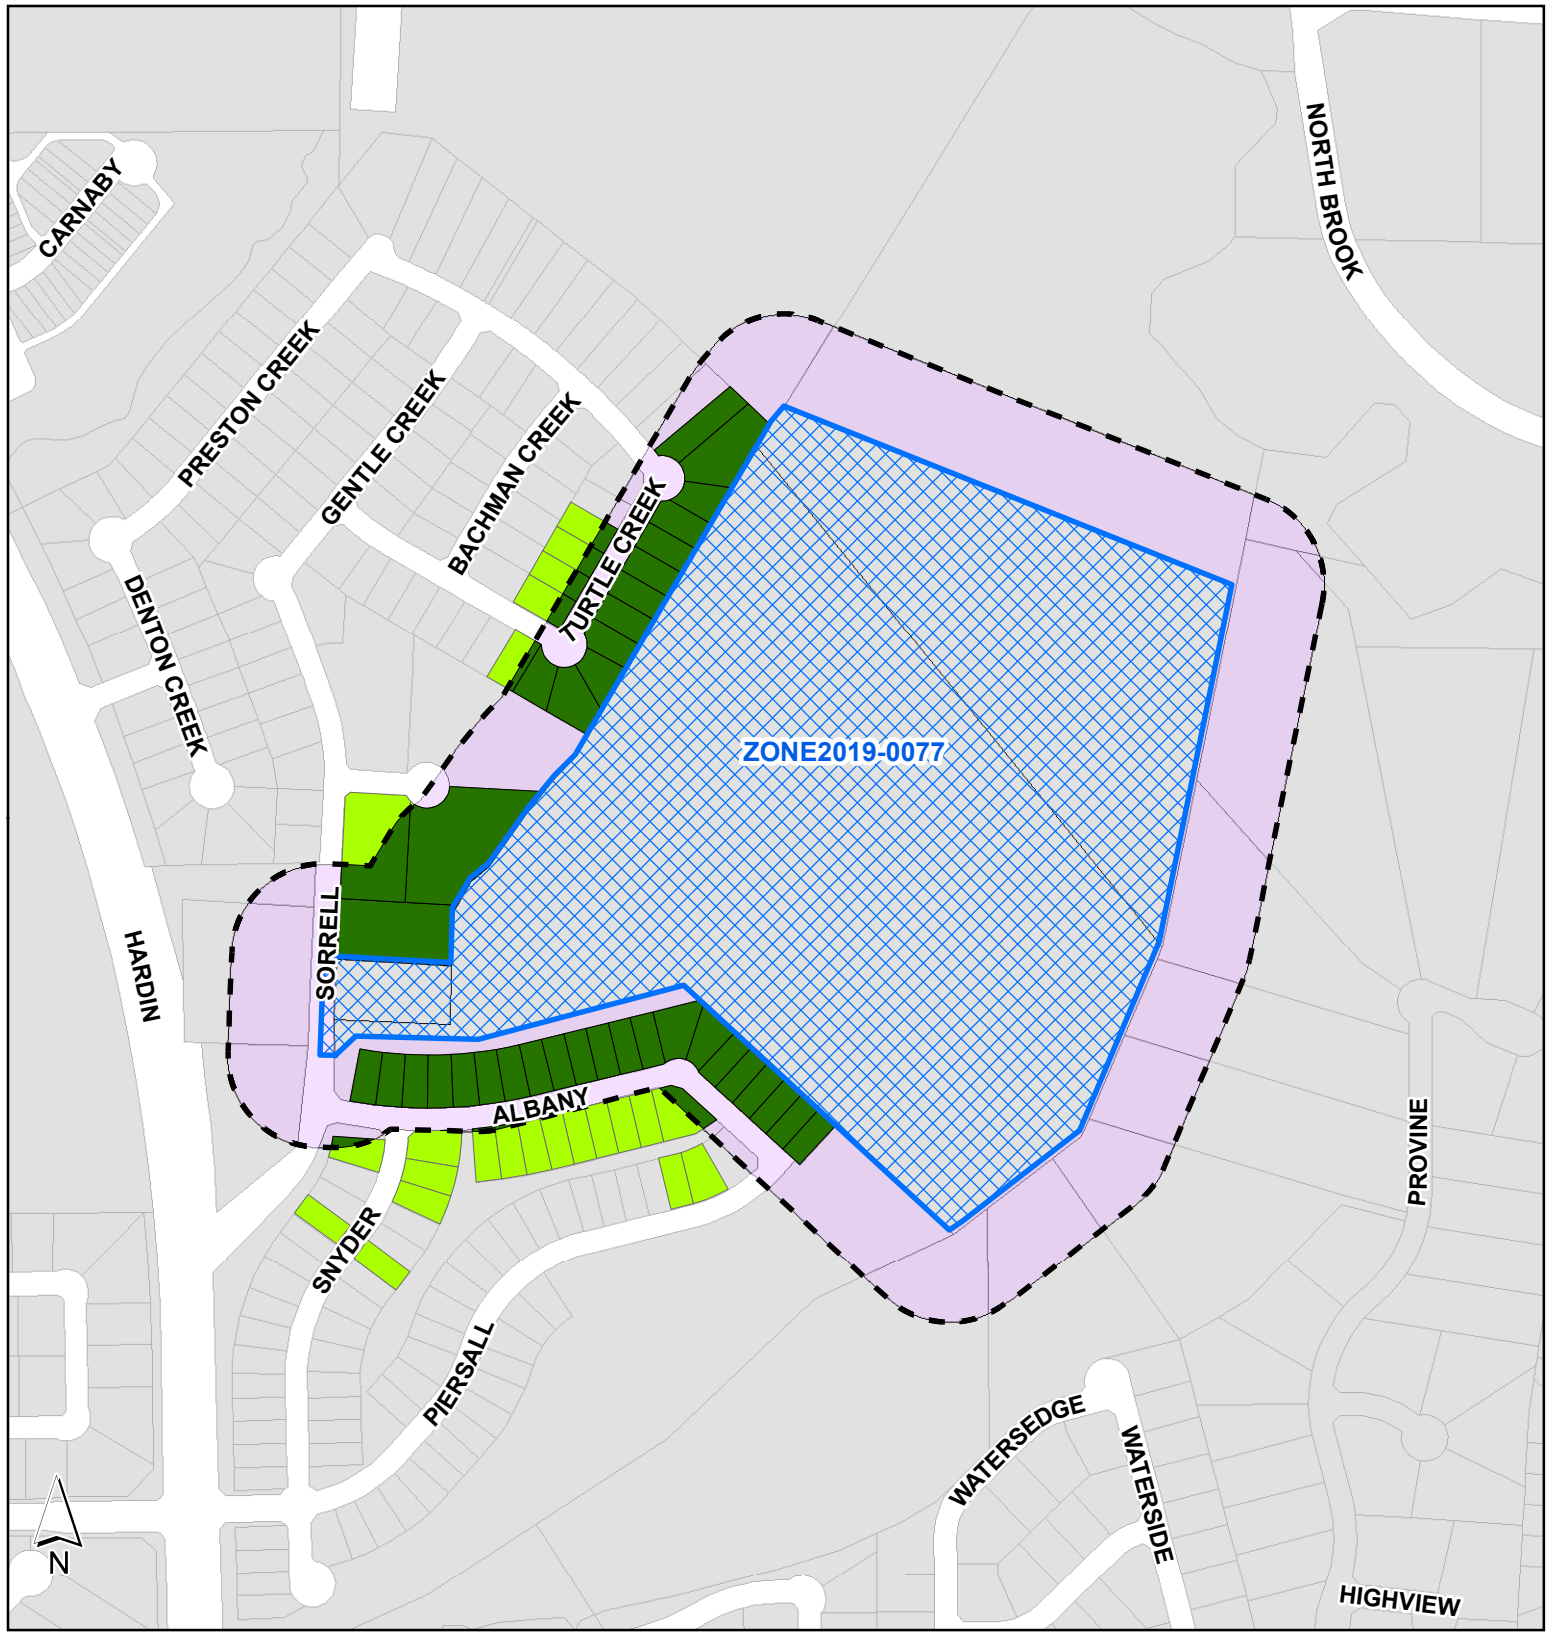 CARNABY
NORTH BROOK
PRESTON CREEK
GENTLE CREEK
BACHMAN CREEK
TURTLE CREEK
DENTON CREEK
ZONE2019-0077
SORRELL
HARDIN
ALBANY
PROVINE
SNYDER
PIERSALL
WATERSEDGE
WATERSIDE
N
HIGHVIEW